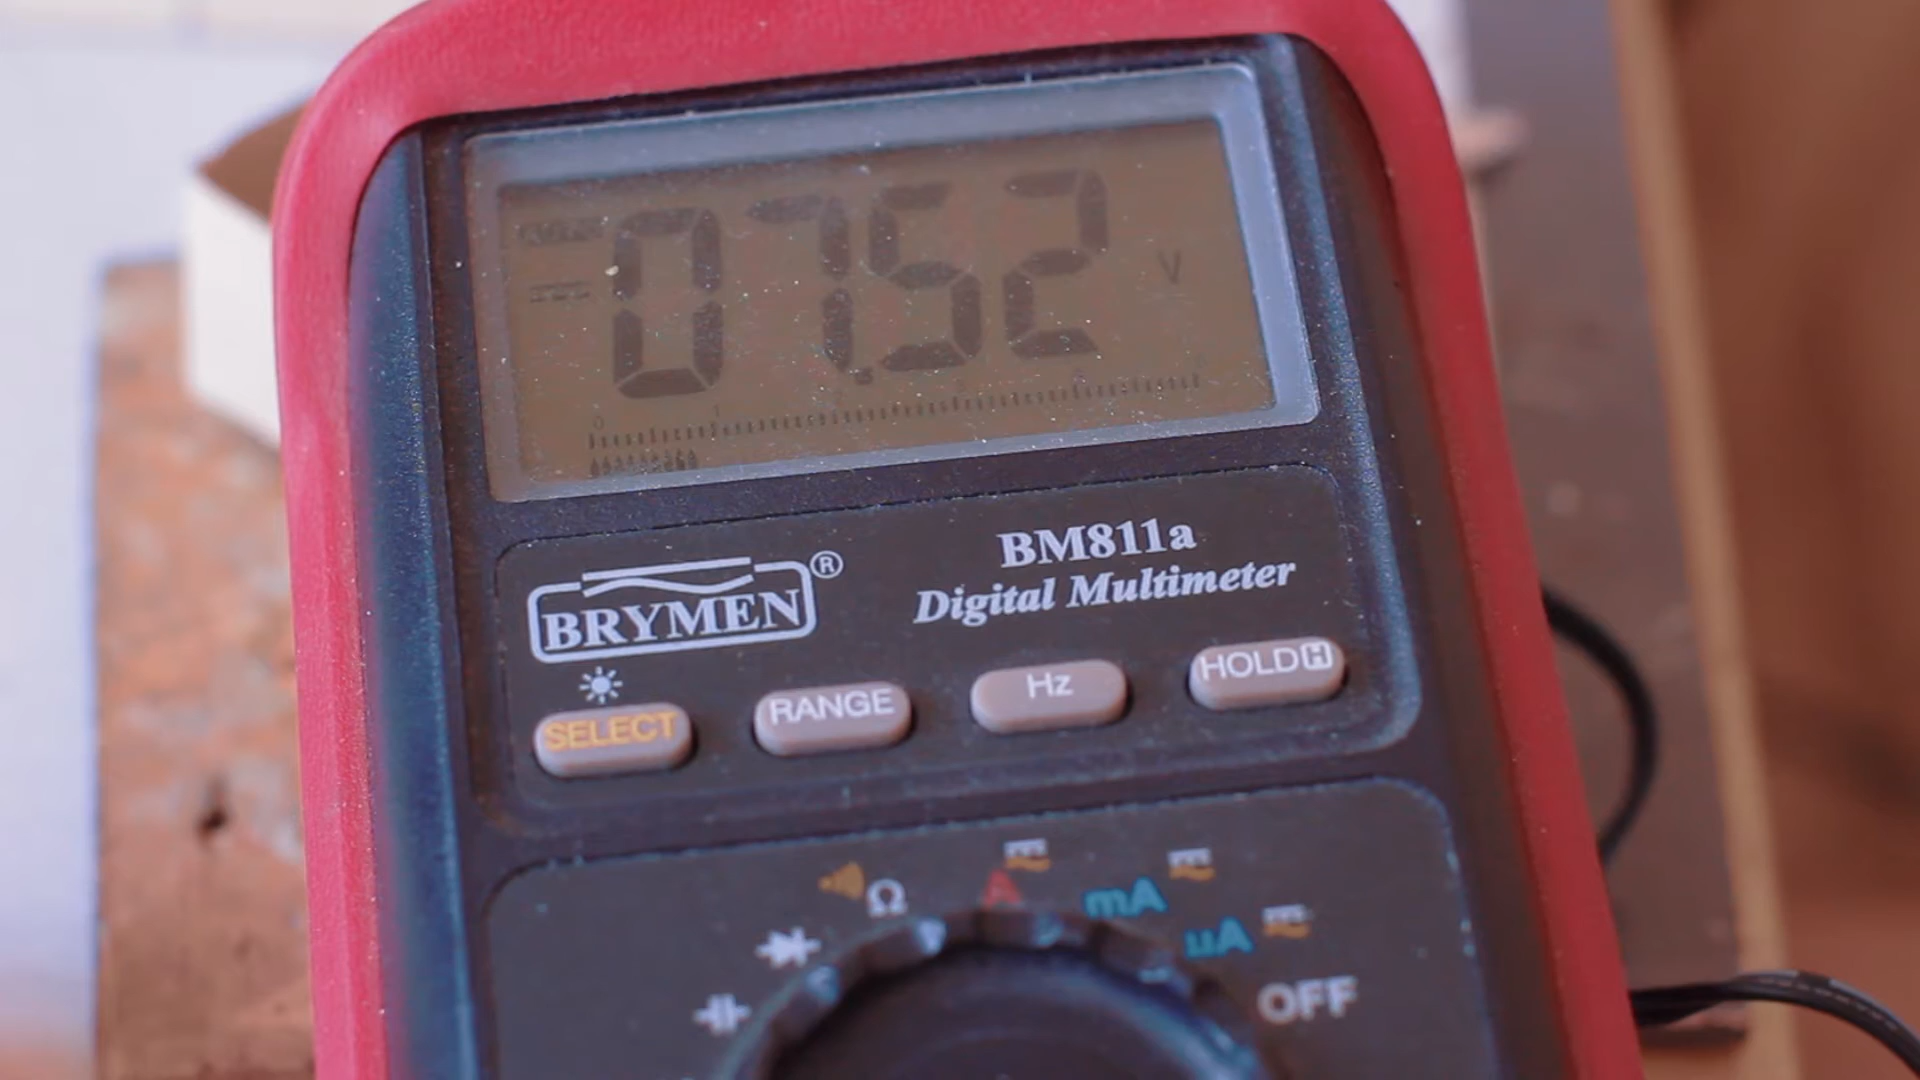 07.52 V
BM811a
Digital Multimeter
BRYMEN®
SELECT RANGE Hz HOLD H
Ω A mA µA
OFF